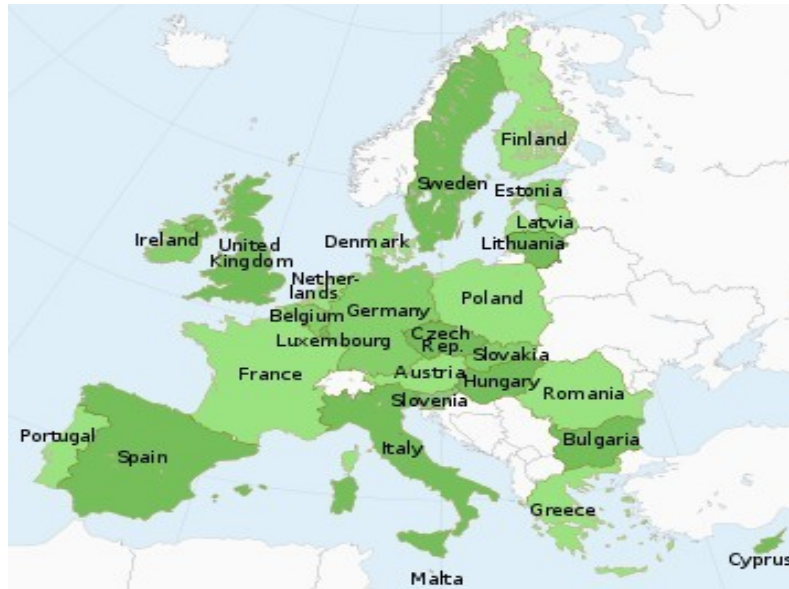 Finland
Sweden
Estonia
Latvia
Lithuania
Denmark
Ireland
United
Kingdom
Nether-
lands
Belgium
Germany
Poland
Luxembourg
Czech
Rep.
Slovakia
France
Austria
Hungary
Romania
Slovenia
Portugal
Spain
Italy
Bulgaria
Greece
Cyprus
Malta